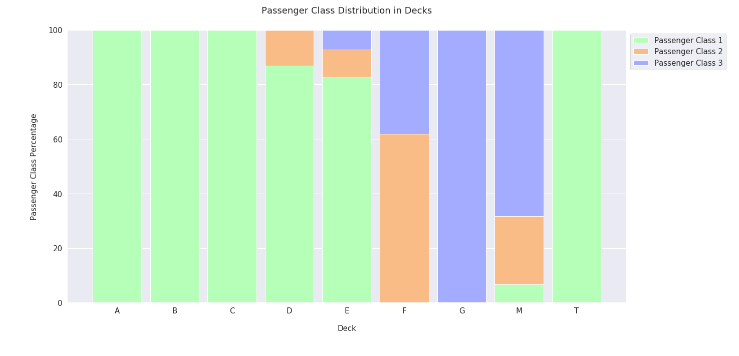 Passenger Class Distribution in Decks
Passenger Class Percentage
100
80
60
40
20
0
A B C D E F G M T
Deck
Passenger Class 1
Passenger Class 2
Passenger Class 3